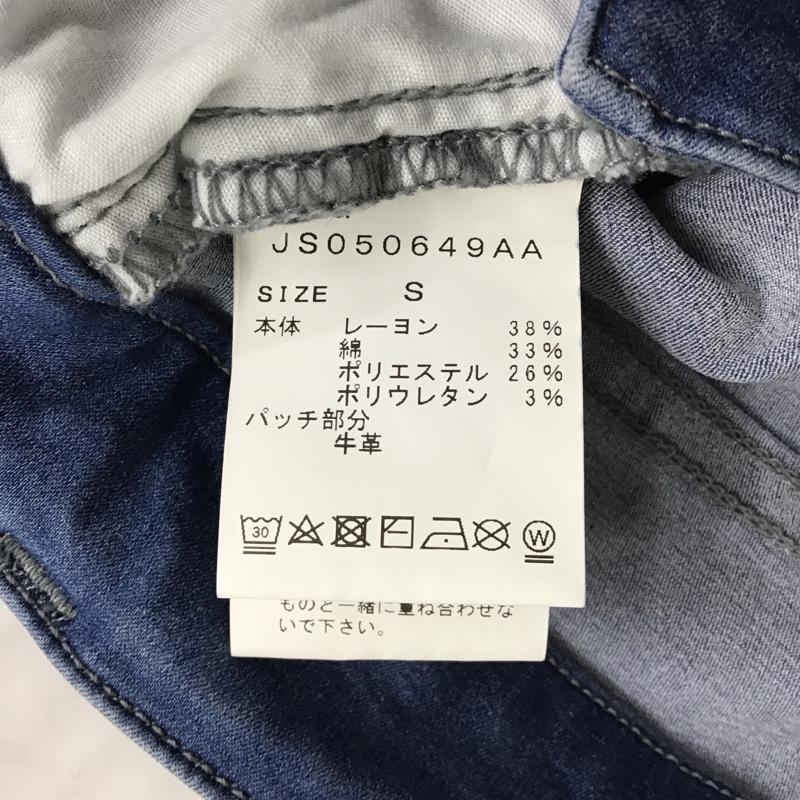 JS050649AA
SIZE S
本体 レーヨン 38%
綿 33%
ポリエステル 26%
ポリウレタン 3%
パッチ部分
牛革
30
W
ものと一緒に重ね合わせな
いで下さい。